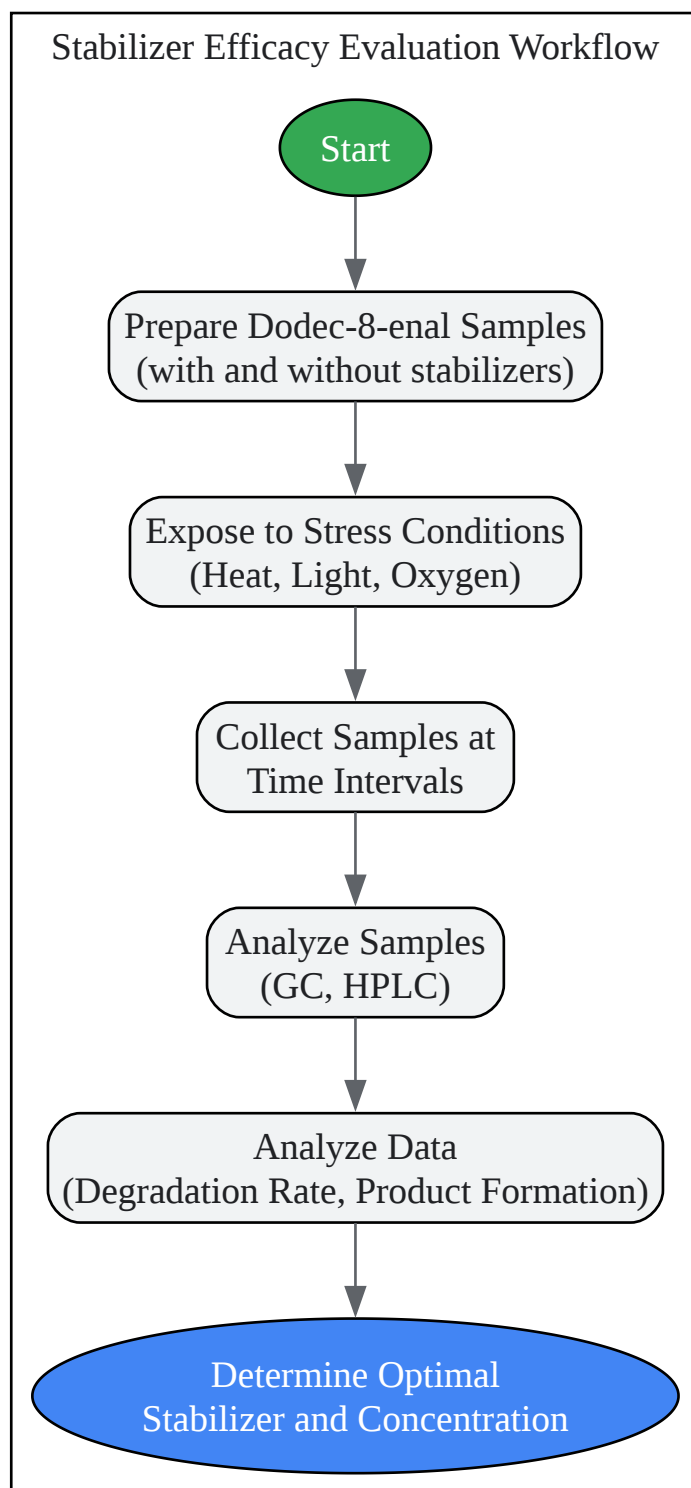 Stabilizer Efficacy Evaluation Workflow
Start
Prepare Dodec-8-enal Samples
(with and without stabilizers)
Expose to Stress Conditions
(Heat, Light, Oxygen)
Collect Samples at
Time Intervals
Analyze Samples
(GC, HPLC)
Analyze Data
(Degradation Rate, Product Formation)
Determine Optimal
Stabilizer and Concentration